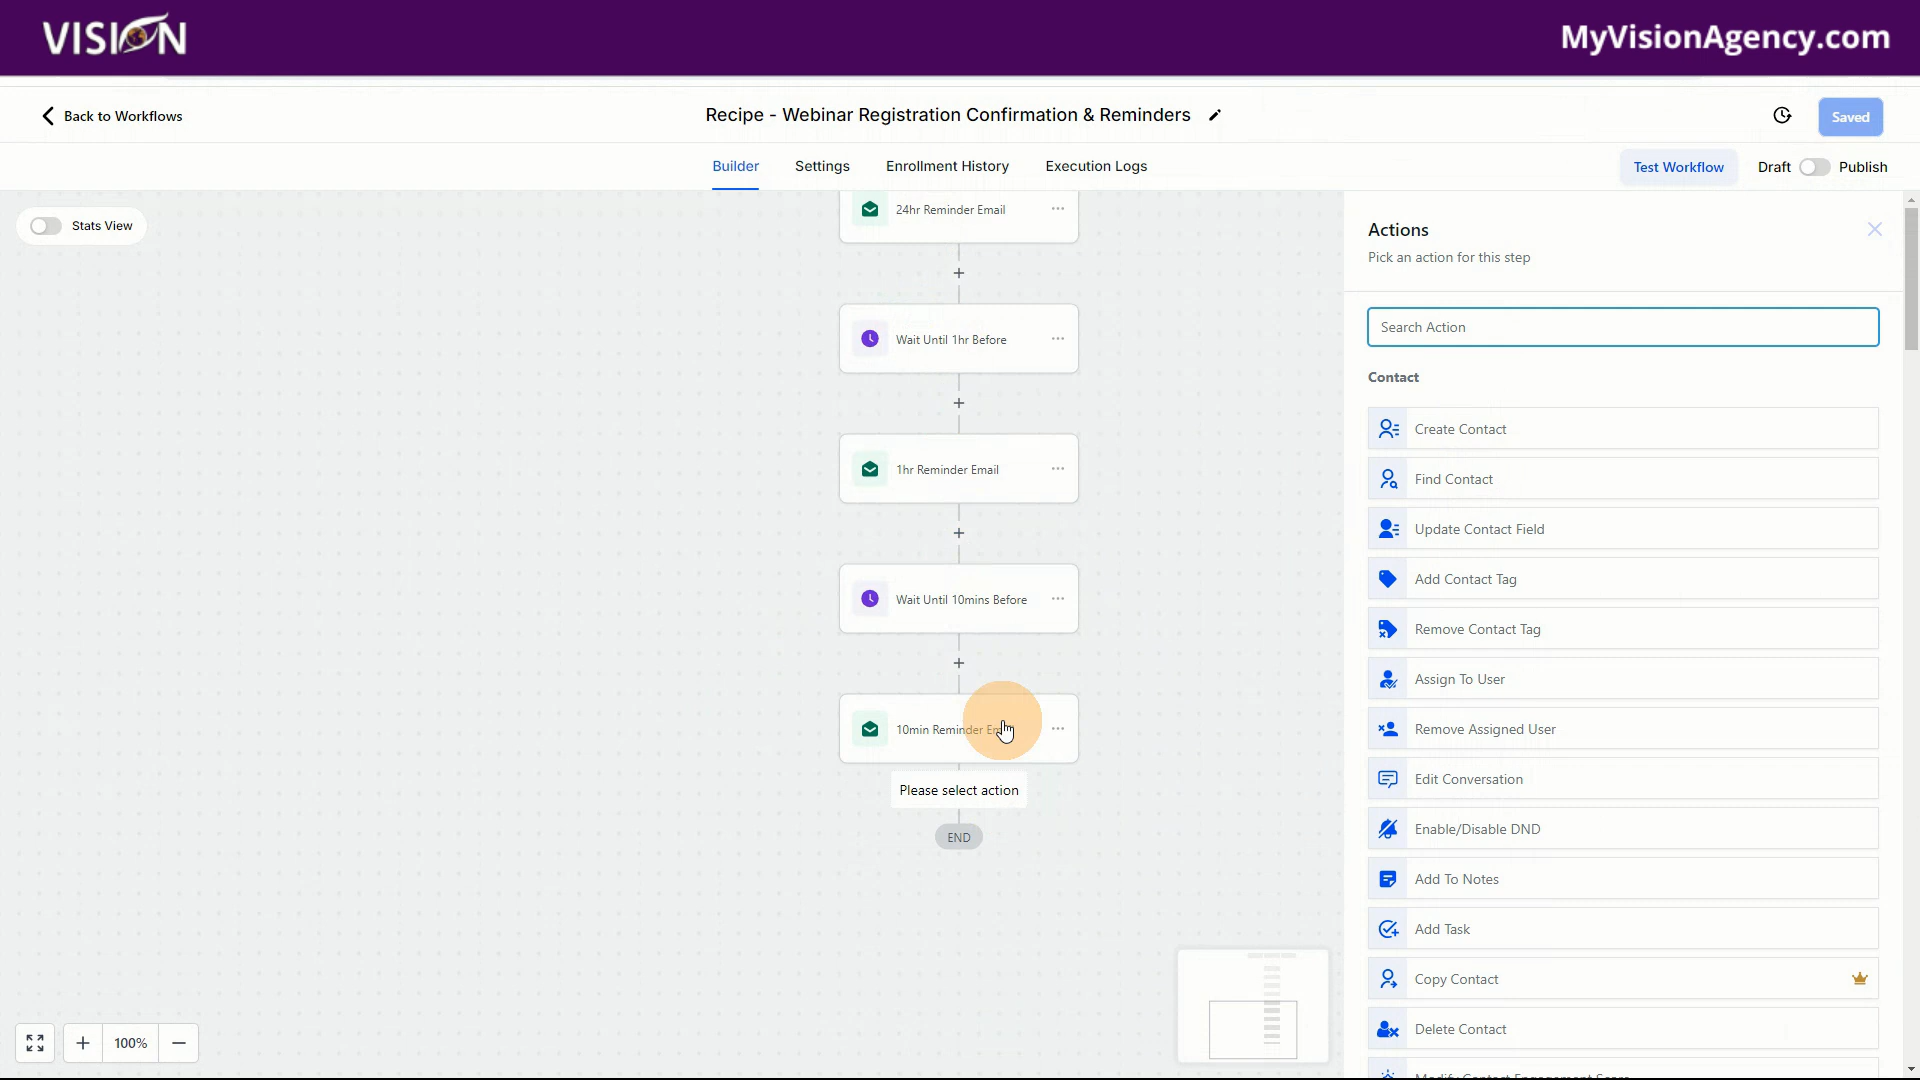 VISION
MyVisionAgency.com
Back to Workflows
Recipe - Webinar Registration Confirmation & Reminders
Saved
Builder
Settings
Enrollment History
Execution Logs
Test Workflow
Draft
Publish
Stats View
24hr Reminder Email
Wait Until 1hr Before
1hr Reminder Email
Wait Until 10mins Before
10min Reminder
Please select action
END
100%
Actions
Pick an action for this step
Search Action
Contact
Create Contact
Find Contact
Update Contact Field
Add Contact Tag
Remove Contact Tag
Assign To User
Remove Assigned User
Edit Conversation
Enable/Disable DND
Add To Notes
Add Task
Copy Contact
Delete Contact